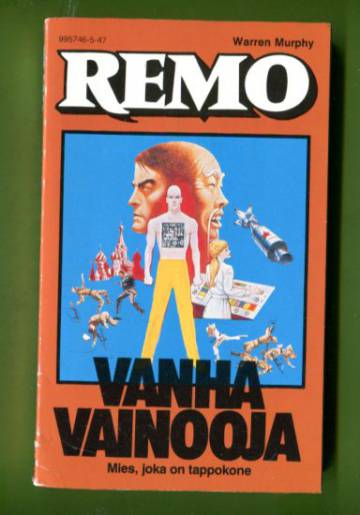 995746-5-47
Warren Murphy
REMO
VANHA
VAINOOJA
Mies, joka on tappokone